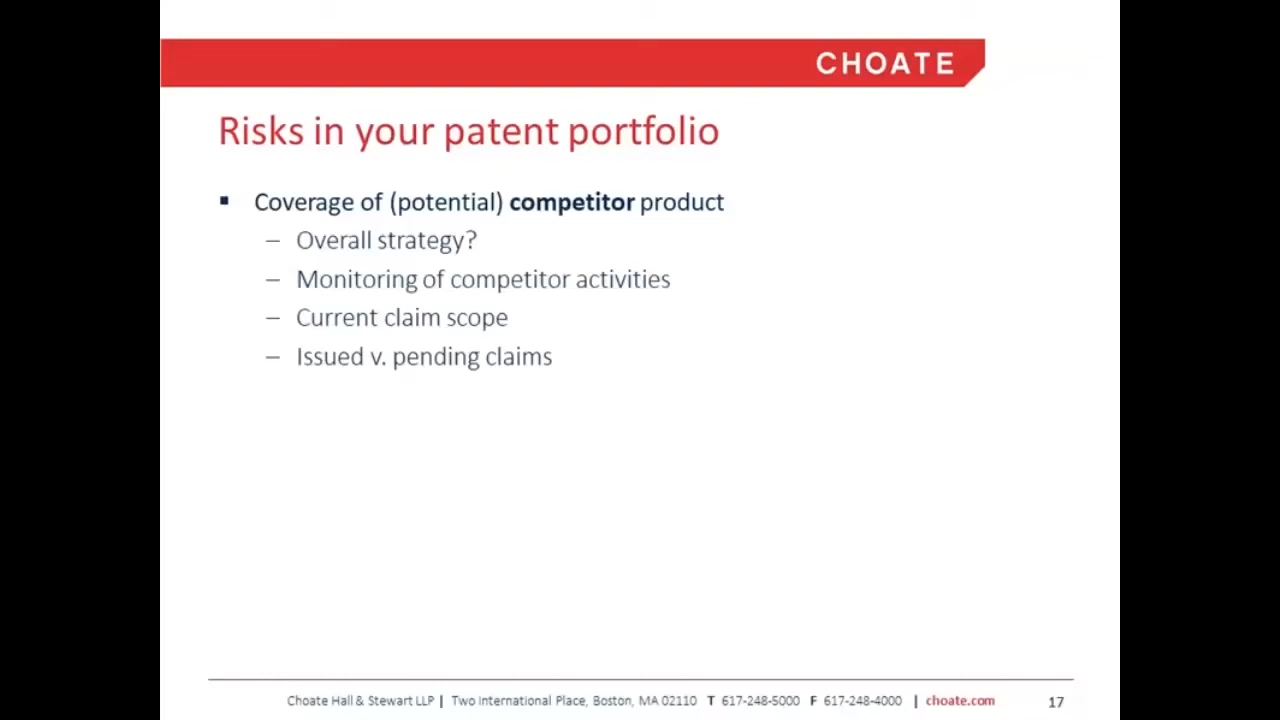 CHOATE
Risks in your patent portfolio
▪ Coverage of (potential) competitor product
– Overall strategy?
– Monitoring of competitor activities
– Current claim scope
– Issued v. pending claims
Choate Hall & Stewart LLP | Two International Place, Boston, MA 02110 T 617-248-5000 F 617-248-4000 | choate.com 17